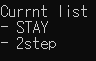 Currnt list
- STAY
- 2step